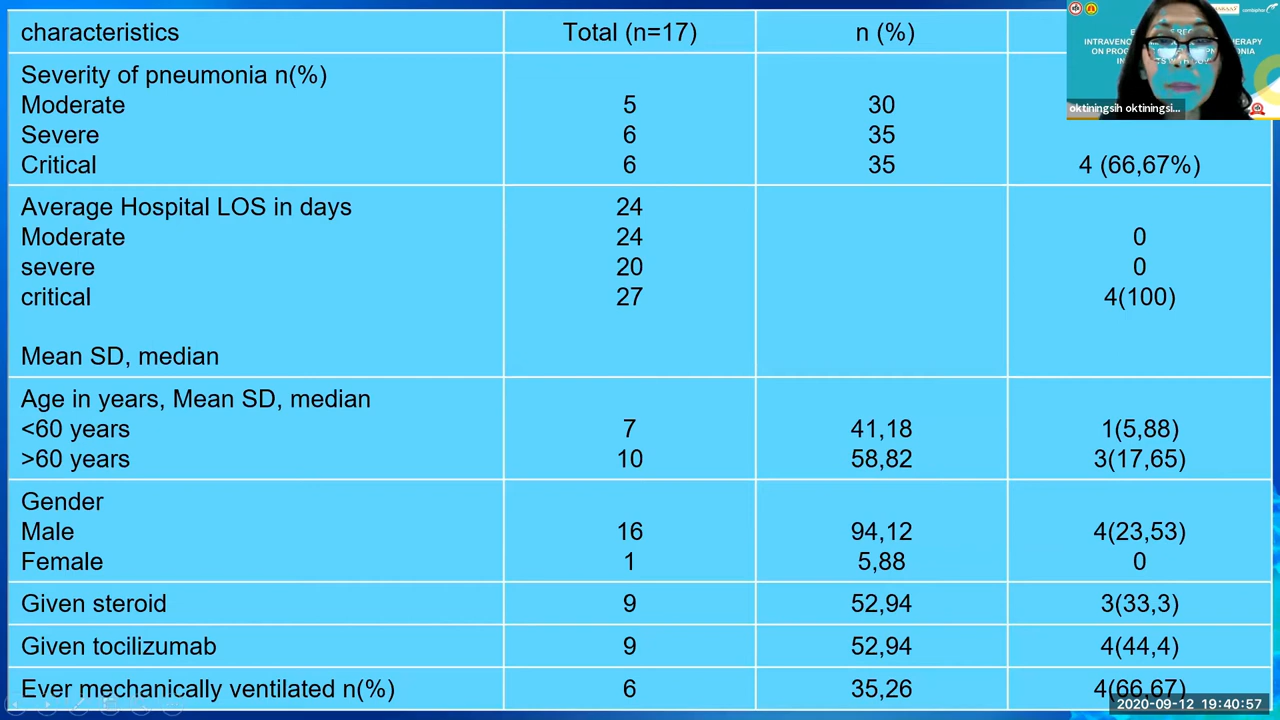 characteristics Total (n=17) n (%)
Severity of pneumonia n(%)
Moderate 5 30
Severe 6 35
Critical 6 35 4 (66,67%)
Average Hospital LOS in days 24
Moderate 24 0
severe 20 0
critical 27 4(100)
Mean SD, median
Age in years, Mean SD, median
<60 years 7 41,18 1(5,88)
>60 years 10 58,82 3(17,65)
Gender
Male 16 94,12 4(23,53)
Female 1 5,88 0
Given steroid 9 52,94 3(33,3)
Given tocilizumab 9 52,94 4(44,4)
Ever mechanically ventilated n(%) 6 35,26 4(66,67)
INTRAVENO
ON PROG
oktiningsih oktiningsi...
2020-09-12 19:40:57